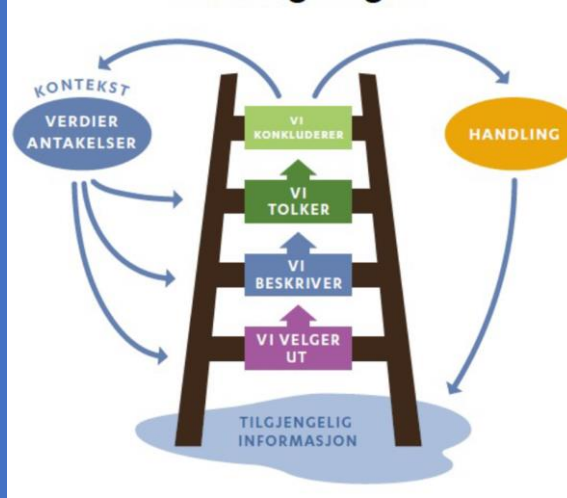 KONTEKST
VERDIER
ANTAKELSER
VI
KONKLUDERER
HANDLING
VI
TOLKER
VI
BESKRIVER
VI VELGER
UT
TILGJENGELIG
INFORMASJON